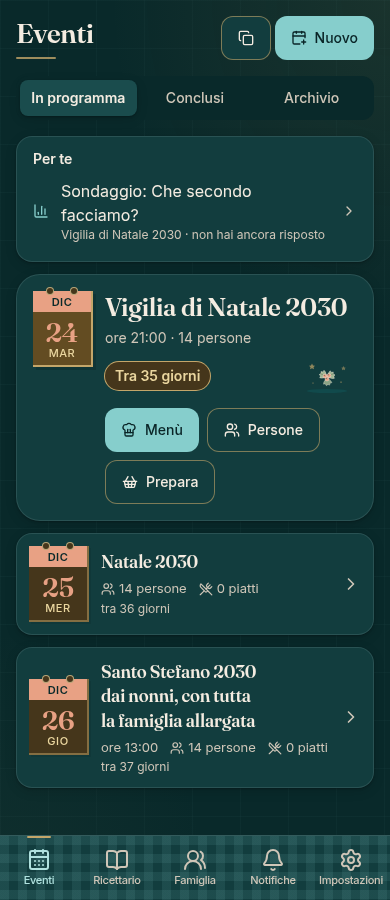 Eventi
Nuovo
In programma
Conclusi
Archivio
Per te
Sondaggio: Che secondo
facciamo?
Vigilia di Natale 2030 · non hai ancora risposto
DIC
24
MAR
Vigilia di Natale 2030
ore 21:00 · 14 persone
Tra 35 giorni
Menù
Persone
Prepara
DIC
25
MER
Natale 2030
14 persone
0 piatti
tra 36 giorni
DIC
26
GIO
Santo Stefano 2030
dai nonni, con tutta
la famiglia allargata
ore 13:00
14 persone
0 piatti
tra 37 giorni
Eventi
Ricettario
Famiglia
Notifiche
Impostazioni